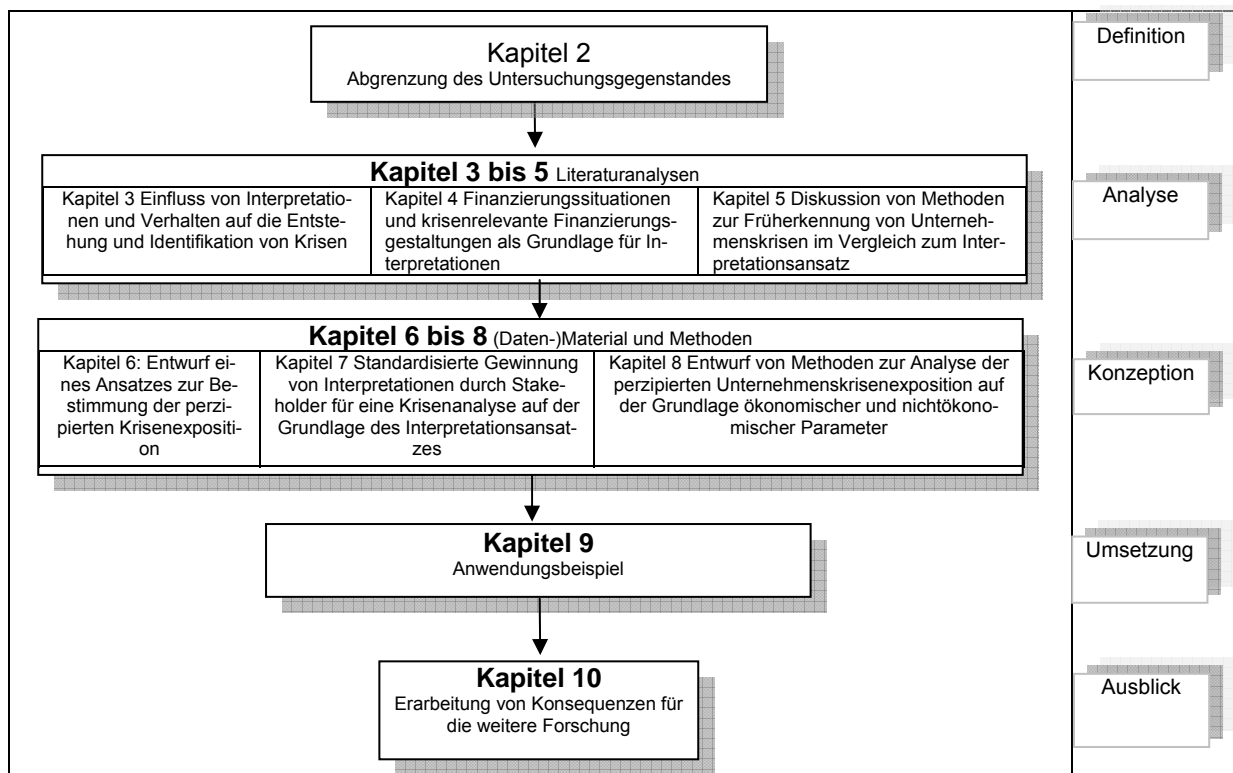 Kapitel 2
Abgrenzung des Untersuchungsgegenstandes
Definition
Kapitel 3 bis 5 Literaturanalysen
Kapitel 3 Einfluss von Interpretatio-
nen und Verhalten auf die Entste-
hung und Identifikation von Krisen
Kapitel 4 Finanzierungssituationen
und krisenrelevante Finanzierungs-
gestaltungen als Grundlage für In-
terpretationen
Kapitel 5 Diskussion von Methoden
zur Früherkennung von Unterneh-
menskrisen im Vergleich zum Inter-
pretationsansatz
Analyse
Kapitel 6 bis 8 (Daten-)Material und Methoden
Kapitel 6: Entwurf ei-
nes Ansatzes zur Be-
stimmung der perzi-
pierten Krisenexpositi-
on
Kapitel 7 Standardisierte Gewinnung
von Interpretationen durch Stake-
holder für eine Krisenanalyse auf der
Grundlage des Interpretationsansat-
zes
Kapitel 8 Entwurf von Methoden zur Analyse der
perzipierten Unternehmenskrisenexposition auf
der Grundlage ökonomischer und nichtökono-
mischer Parameter
Konzeption
Kapitel 9
Anwendungsbeispiel
Umsetzung
Kapitel 10
Erarbeitung von Konsequenzen für
die weitere Forschung
Ausblick